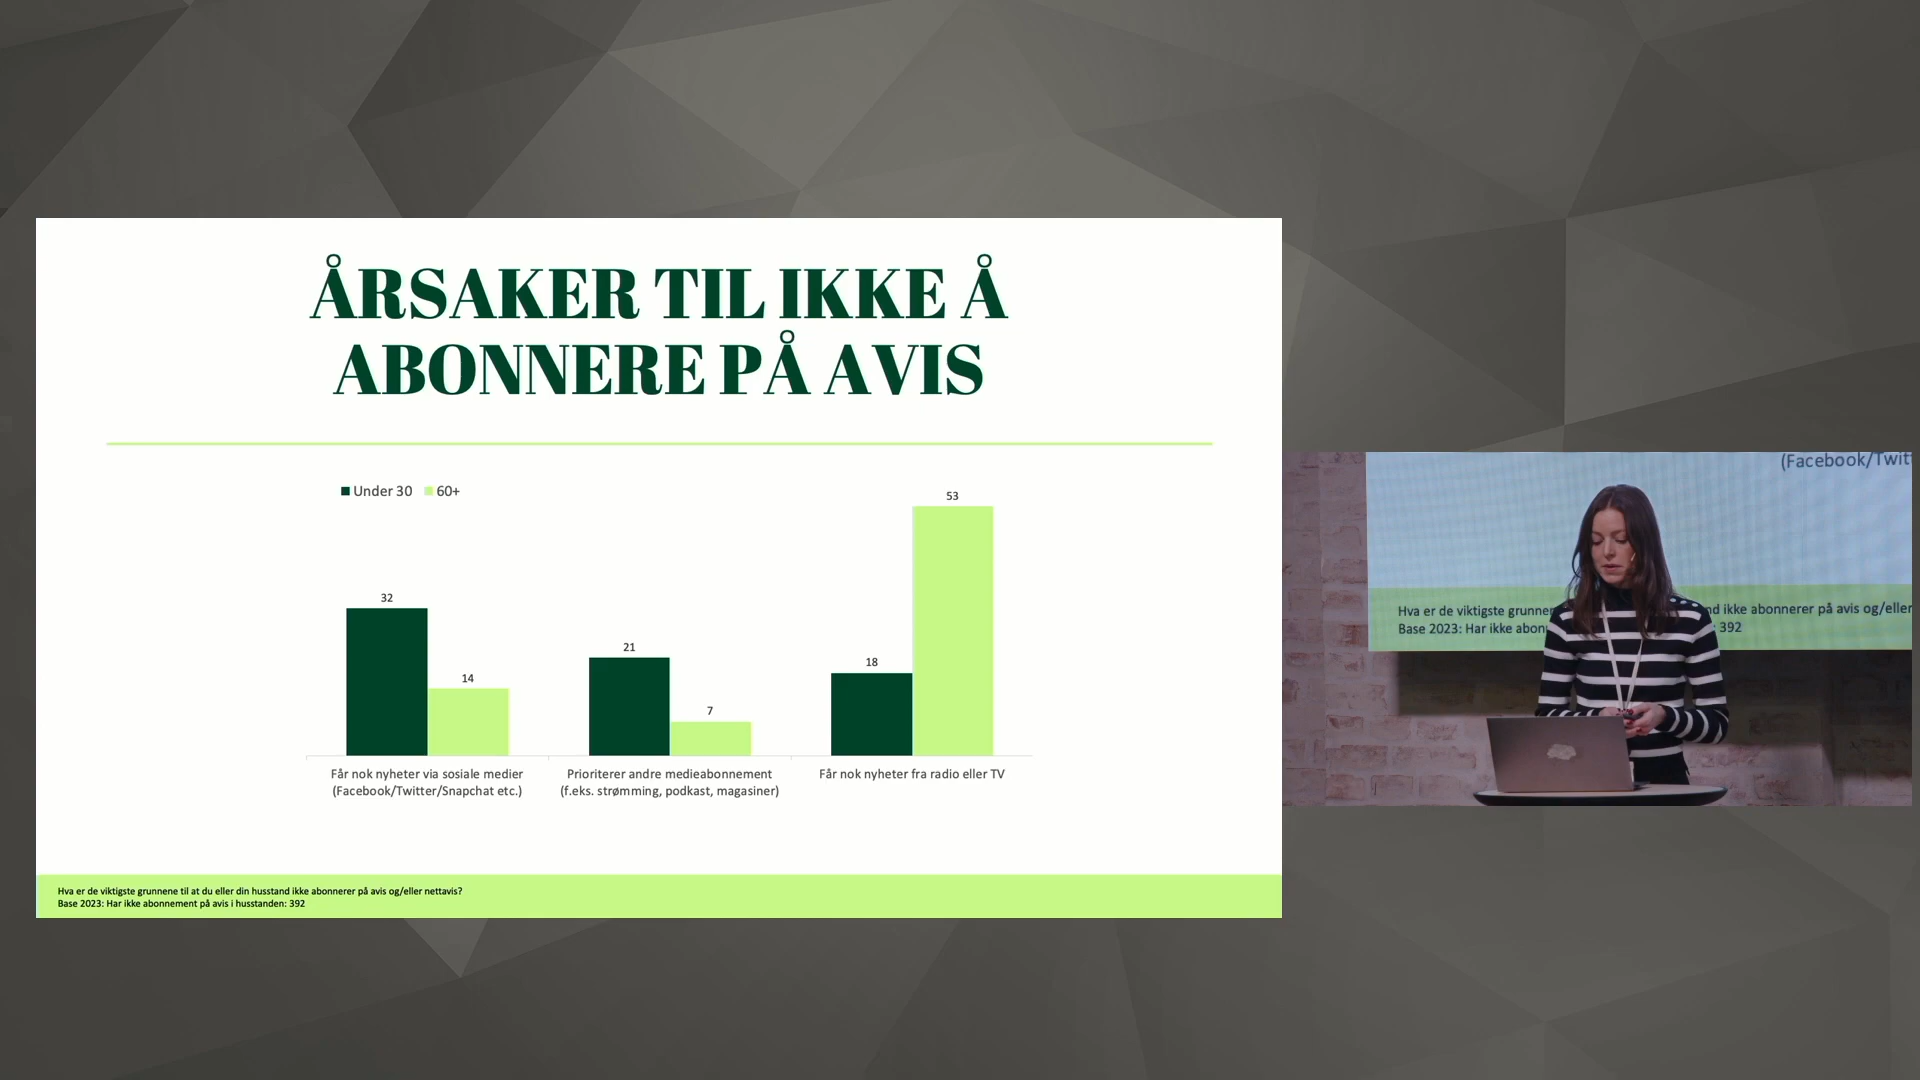 ÅRSAKER TIL IKKE Å
ABONNERE PÅ AVIS
Under 30 60+
32
14
21
7
18
53
Får nok nyheter via sosiale medier
(Facebook/Twitter/Snapchat etc.)
Prioriterer andre medieabonnement
(f.eks. strømming, podkast, magasiner)
Får nok nyheter fra radio eller TV
Hva er de viktigste grunnene til at du eller din husstand ikke abonnerer på avis og/eller nettavis?
Base 2023: Har ikke abonnement på avis i husstanden: 392
(Facebook/Twitt
Hva er de viktigste grunnen nd ikke abonnerer på avis og/eller
Base 2023: Har ikke abon : 392